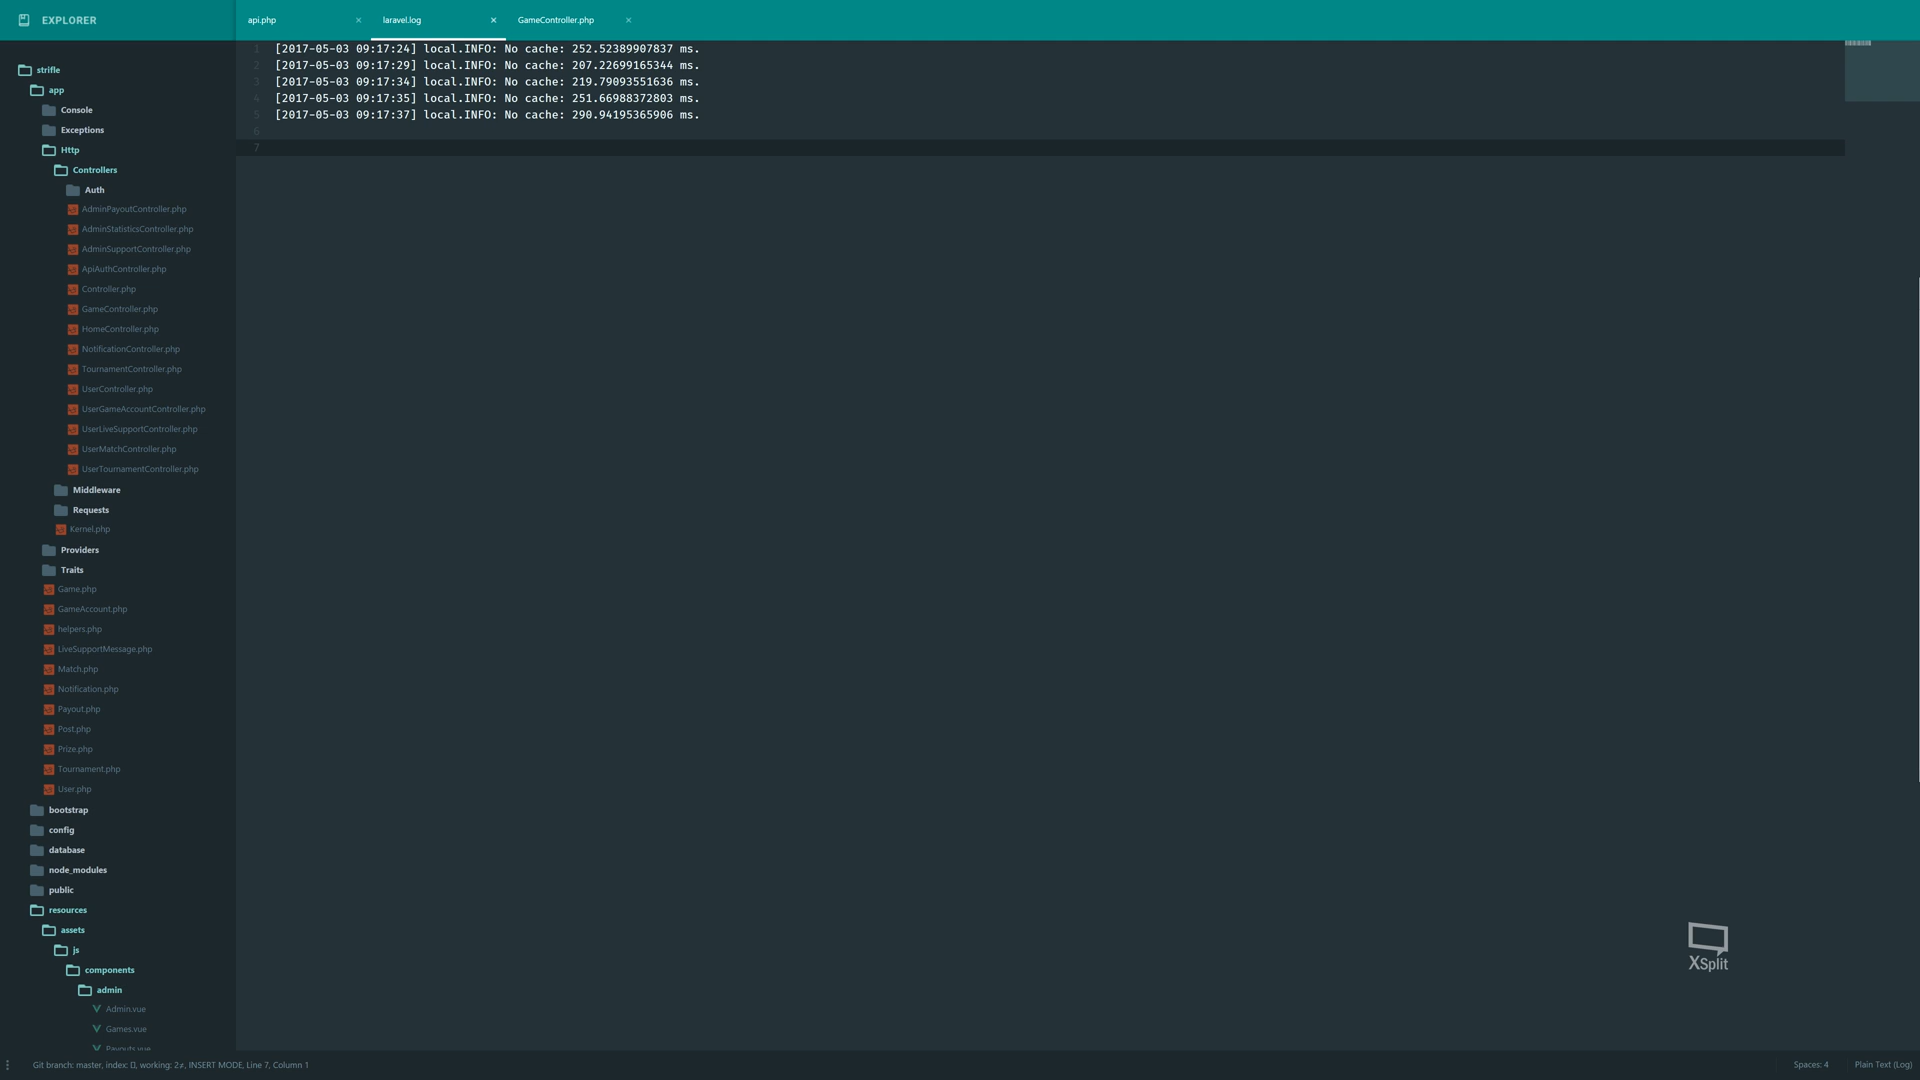 EXPLORER
api.php
laravel.log
GameController.php
strifle
app
Console
Exceptions
Http
Controllers
Auth
AdminPayoutController.php
AdminStatisticsController.php
AdminSupportController.php
ApiAuthController.php
Controller.php
GameController.php
HomeController.php
NotificationController.php
TournamentController.php
UserController.php
UserGameAccountController.php
UserLiveSupportController.php
UserMatchController.php
UserTournamentController.php
Middleware
Requests
Kernel.php
Providers
Traits
Game.php
GameAccount.php
helpers.php
LiveSupportMessage.php
Match.php
Notification.php
Payout.php
Post.php
Prize.php
Tournament.php
User.php
bootstrap
config
database
node_modules
public
resources
assets
js
components
admin
Admin.vue
Games.vue
Payouts.vue
1 [2017-05-03 09:17:24] local.INFO: No cache: 252.52389907837 ms.
2 [2017-05-03 09:17:29] local.INFO: No cache: 207.22699165344 ms.
3 [2017-05-03 09:17:34] local.INFO: No cache: 219.79093551636 ms.
4 [2017-05-03 09:17:35] local.INFO: No cache: 251.66988372803 ms.
5 [2017-05-03 09:17:37] local.INFO: No cache: 290.94195365906 ms.
6
7
XSplit
Git branch: master, index: ▯, working: 2≠, INSERT MODE, Line 7, Column 1
Spaces: 4
Plain Text (Log)